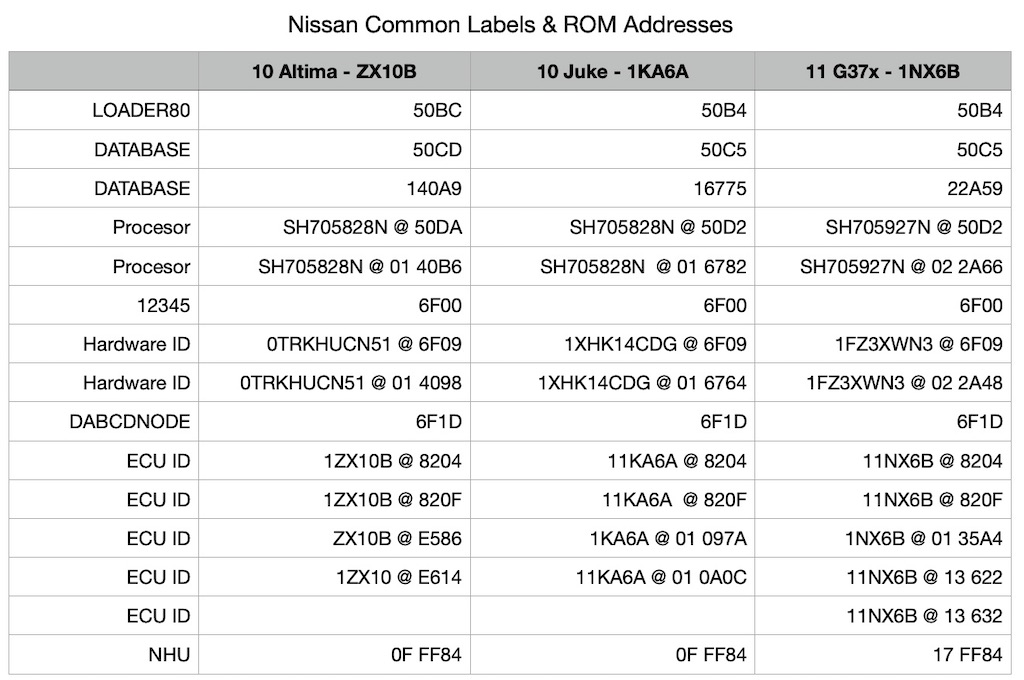 Nissan Common Labels & ROM Addresses
10 Altima - ZX10B 10 Juke - 1KA6A 11 G37x - 1NX6B
LOADER80 50BC 50B4 50B4
DATABASE 50CD 50C5 50C5
DATABASE 140A9 16775 22A59
Procesor SH705828N @ 50DA SH705828N @ 50D2 SH705927N @ 50D2
Procesor SH705828N @ 01 40B6 SH705828N @ 01 6782 SH705927N @ 02 2A66
12345 6F00 6F00 6F00
Hardware ID 0TRKHUCN51 @ 6F09 1XHK14CDG @ 6F09 1FZ3XWN3 @ 6F09
Hardware ID 0TRKHUCN51 @ 01 4098 1XHK14CDG @ 01 6764 1FZ3XWN3 @ 02 2A48
DABCDNODE 6F1D 6F1D 6F1D
ECU ID 1ZX10B @ 8204 11KA6A @ 8204 11NX6B @ 8204
ECU ID 1ZX10B @ 820F 11KA6A @ 820F 11NX6B @ 820F
ECU ID ZX10B @ E586 1KA6A @ 01 097A 1NX6B @ 01 35A4
ECU ID 1ZX10 @ E614 11KA6A @ 01 0A0C 11NX6B @ 13 622
ECU ID 11NX6B @ 13 632
NHU 0F FF84 0F FF84 17 FF84